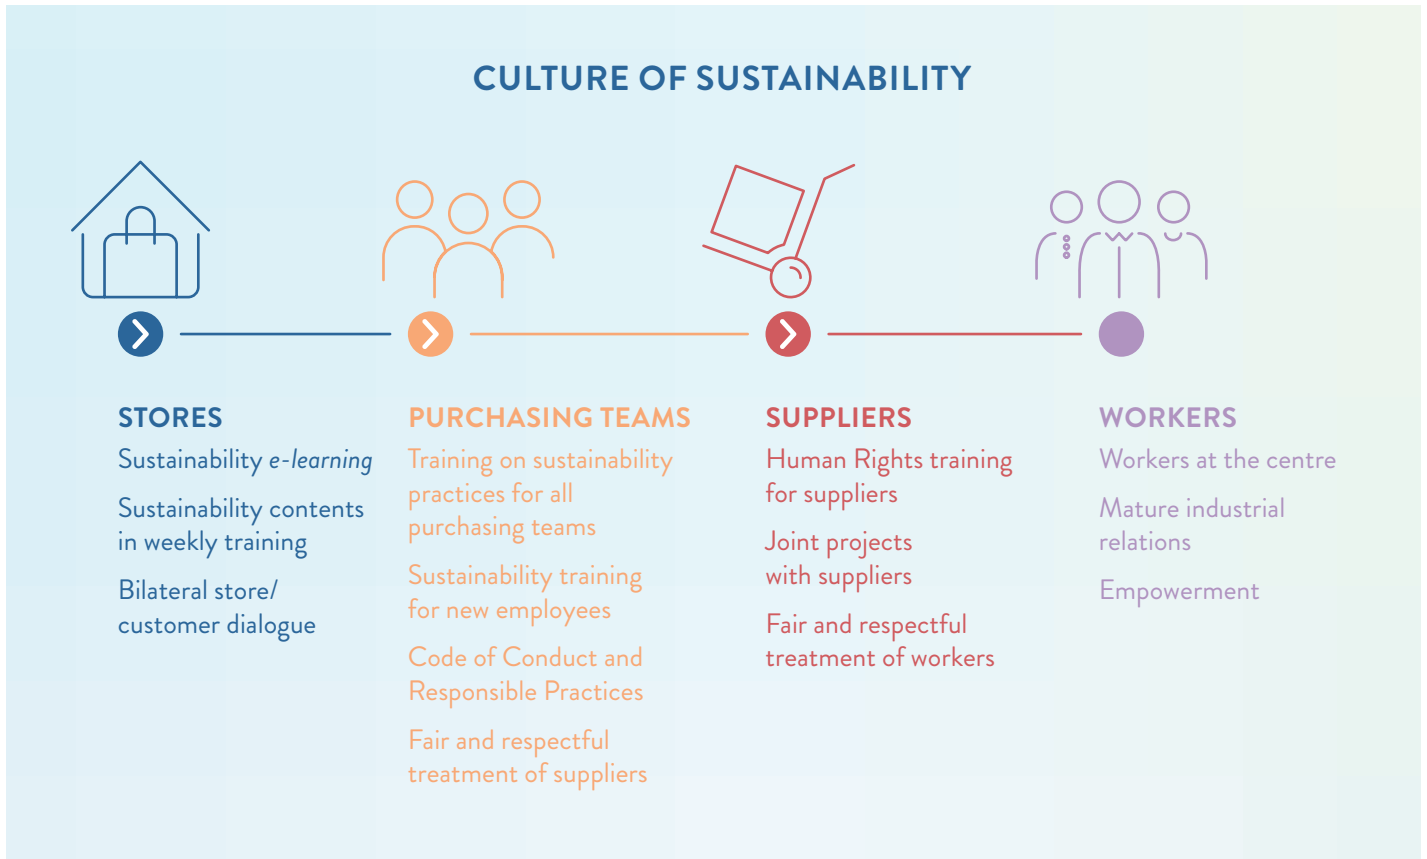 CULTURE OF SUSTAINABILITY
STORES
Sustainability e-learning
Sustainability contents
in weekly training
Bilateral store/
customer dialogue
PURCHASING TEAMS
Training on sustainability
practices for all
purchasing teams
Sustainability training
for new employees
Code of Conduct and
Responsible Practices
Fair and respectful
treatment of suppliers
SUPPLIERS
Human Rights training
for suppliers
Joint projects
with suppliers
Fair and respectful
treatment of workers
WORKERS
Workers at the centre
Mature industrial
relations
Empowerment